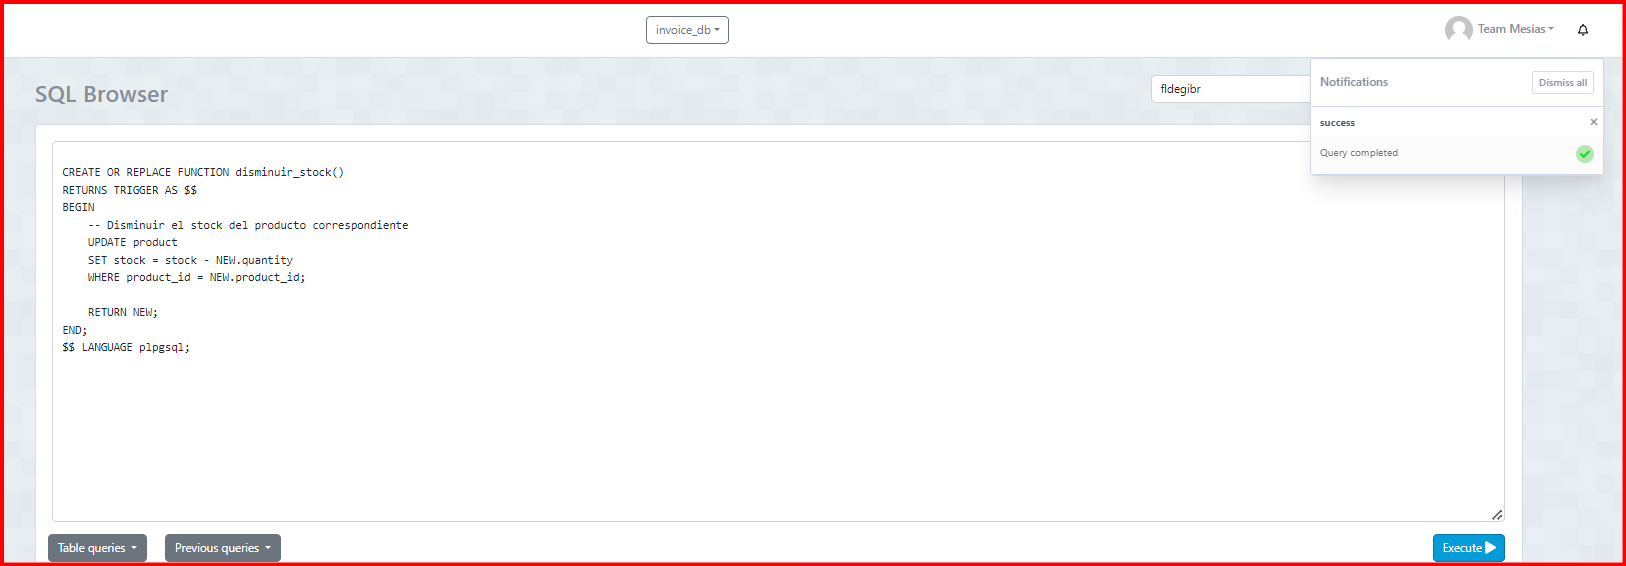 invoice_db
Team Mesias
SQL Browser
fldegibr
Notifications
Dismiss all
success
Query completed
CREATE OR REPLACE FUNCTION disminuir_stock()
RETURNS TRIGGER AS $$
BEGIN
    -- Disminuir el stock del producto correspondiente
    UPDATE product
    SET stock = stock - NEW.quantity
    WHERE product_id = NEW.product_id;
    RETURN NEW;
END;
$$ LANGUAGE plpgsql;
Table queries
Previous queries
Execute